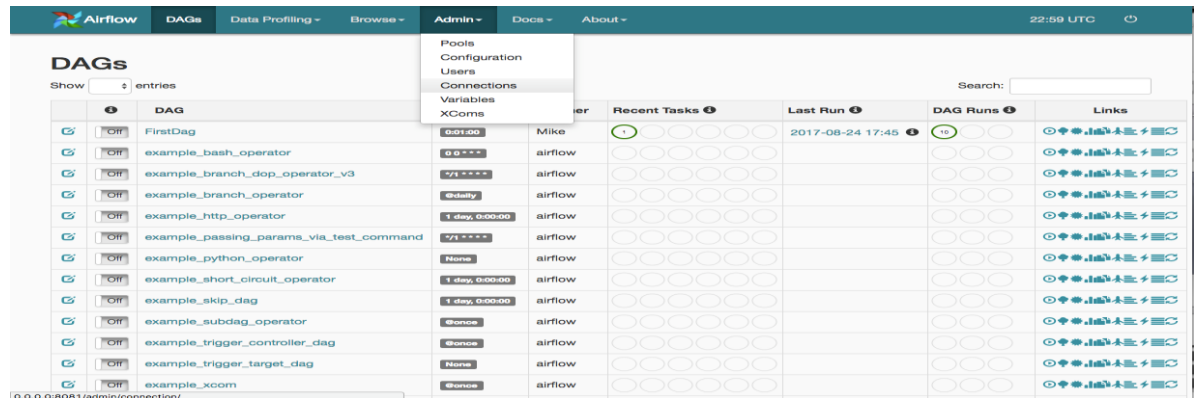 Airflow DAGs Data Profiling Browse Admin Docs About 22:59 UTC
Pools
Configuration
Users
Connections
Variables
XComs
DAGs
Show entries Search:
DAG er Recent Tasks Last Run DAG Runs Links
Off FirstDag 0:01:00 Mike 1 2017-08-24 17:45 10
Off example_bash_operator 0 0 * * * airflow
Off example_branch_dop_operator_v3 */1 * * * * airflow
Off example_branch_operator @daily airflow
Off example_http_operator 1 day, 0:00:00 airflow
Off example_passing_params_via_test_command */1 * * * * airflow
Off example_python_operator None airflow
Off example_short_circuit_operator 1 day, 0:00:00 airflow
Off example_skip_dag 1 day, 0:00:00 airflow
Off example_subdag_operator @once airflow
Off example_trigger_controller_dag @once airflow
Off example_trigger_target_dag None airflow
Off example_xcom @once airflow
0.0.0.0:8081/admin/connection/